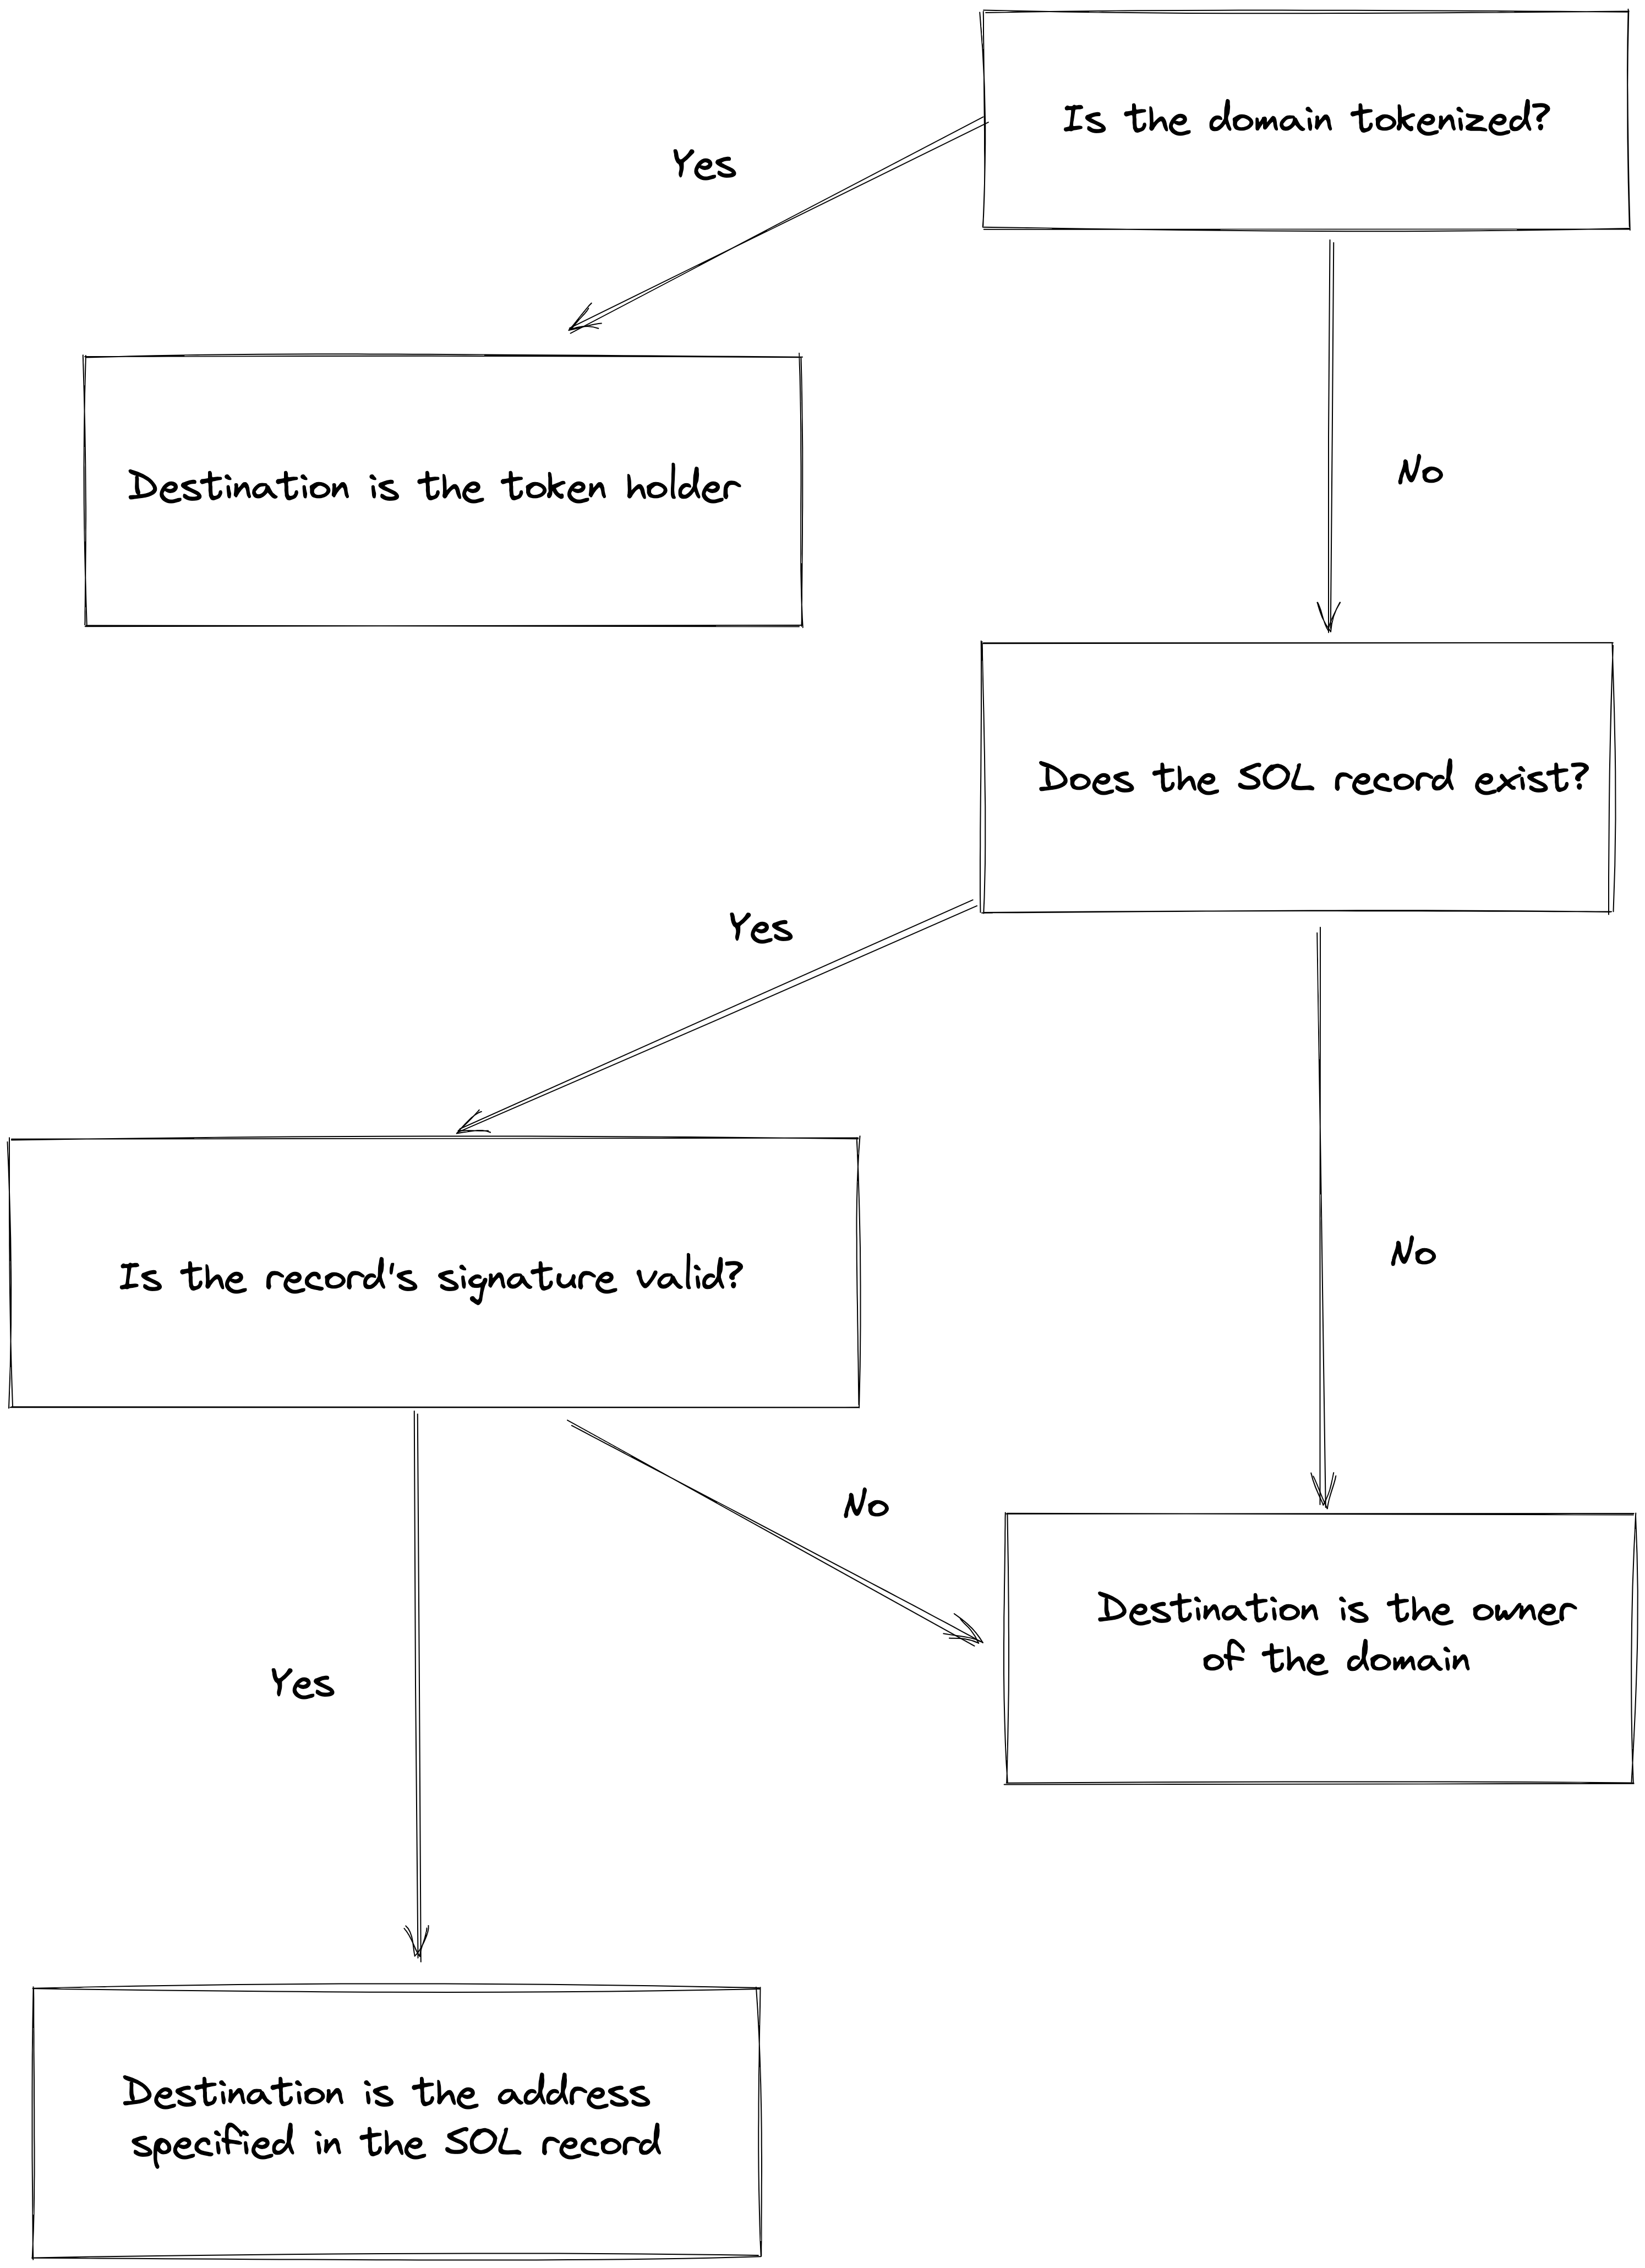 Is the domain tokenized?
Yes
No
Destination is the token holder
Does the SOL record exist?
Yes
No
Is the record's signature valid?
No
Yes
Destination is the owner
of the domain
Destination is the address
specified in the SOL record